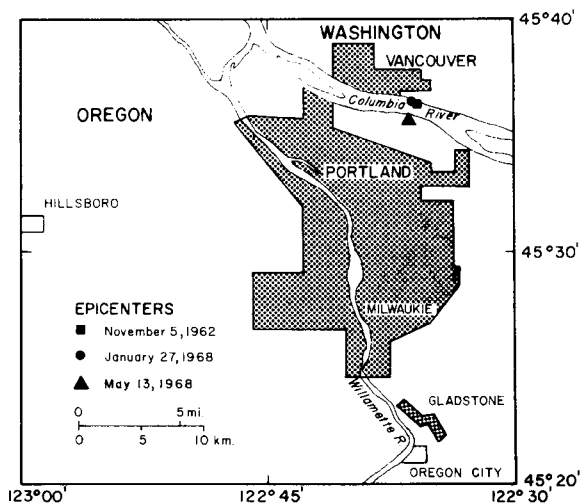 WASHINGTON
VANCOUVER
45°40'
OREGON
Columbia River
PORTLAND
HILLSBORO
45°30'
EPICENTERS
November 5, 1962
January 27, 1968
May 13, 1968
MILWAUKIE
0 5 mi.
0 5 10 km.
Willamette R.
GLADSTONE
OREGON CITY
45°20'
123°00' 122°45' 122°30'